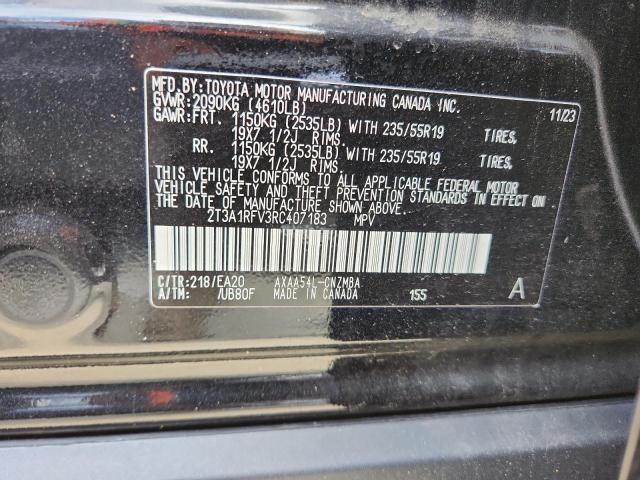 MFD. BY:TOYOTA MOTOR MANUFACTURING CANADA INC.
GVWR: 2090KG (4610LB) 11/23
GAWR:FRT. 1150KG (2535LB) WITH 235/55R19 TIRES,
19X7 1/2J RIMS.
RR. 1150KG (2535LB) WITH 235/55R19 TIRES,
19X7 1/2J RIMS.
THIS VEHICLE CONFORMS TO ALL APPLICABLE FEDERAL MOTOR
VEHICLE SAFETY AND THEFT PREVENTION STANDARDS IN EFFECT ON
THE DATE OF MANUFACTURE SHOWN ABOVE.
2T3A1RFV3RC407183 MPV
C/TR:218/EA20 AXAA54L-CNZMBA
A/TM: /UB80F MADE IN CANADA 155 A